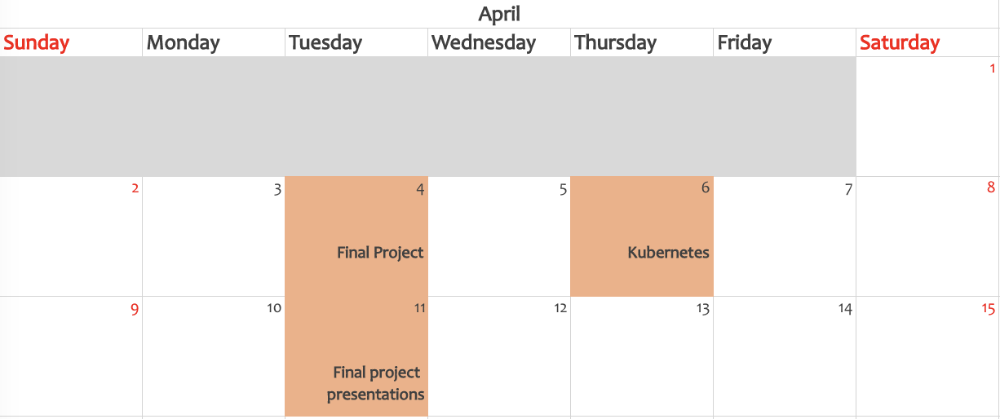 April
Sunday Monday Tuesday Wednesday Thursday Friday Saturday
1
2 3 4 5 6 7 8
Final Project Kubernetes
9 10 11 12 13 14 15
Final project
presentations